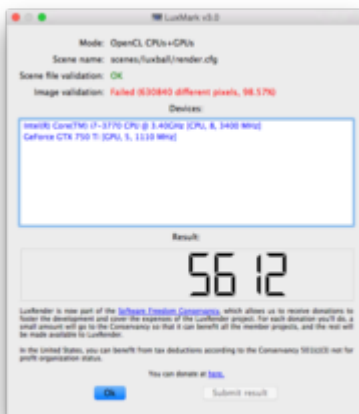 LuxMark v3.0
Mode: OpenCL CPUs+GPUs
Scene name: scenes/luxball/render.cfg
Scene file validation: OK
Image validation: Failed (630840 different pixels, 98.57%)
Devices:
Intel(R) Core(TM) i7-3770 CPU @ 3.40GHz [CPU, 8, 3400 MHz]
GeForce GTX 750 Ti [GPU, 5, 1110 MHz]
Result:
5612
LuxRender is now part of the Software Freedom Conservancy, which allows us to receive donations to
foster the development and cover the expenses of the LuxRender project. For each donation you'll do, a
small amount will go to the Conservancy so that it can benefit all the member projects, and the rest will
be made available to LuxRender.
In the United States, you can benefit from tax deductions according to the Conservancy 501(c)(3) not for
profit organization status.
You can donate at here.
Ok
Submit result